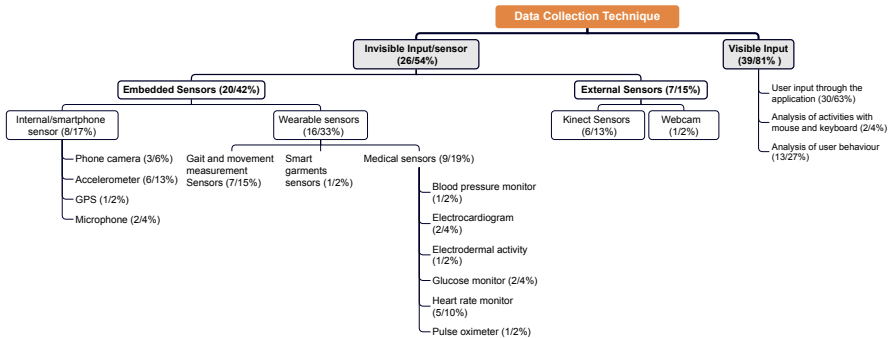 Data Collection Technique
Invisible Input/sensor
(26/54%)
Visible Input
(39/81% )
Embedded Sensors (20/42%)
External Sensors (7/15%)
User input through the
application (30/63%)
Analysis of activities with
mouse and keyboard (2/4%)
Analysis of user behaviour
(13/27%)
Internal/smartphone
sensor (8/17%)
Wearable sensors
(16/33%)
Kinect Sensors
(6/13%)
Webcam
(1/2%)
Phone camera (3/6%)
Accelerometer (6/13%)
GPS (1/2%)
Microphone (2/4%)
Gait and movement
measurement
Sensors (7/15%)
Smart
garments
sensors (1/2%)
Medical sensors (9/19%)
Blood pressure monitor
(1/2%)
Electrocardiogram
(2/4%)
Electrodermal activity
(1/2%)
Glucose monitor (2/4%)
Heart rate monitor
(5/10%)
Pulse oximeter (1/2%)